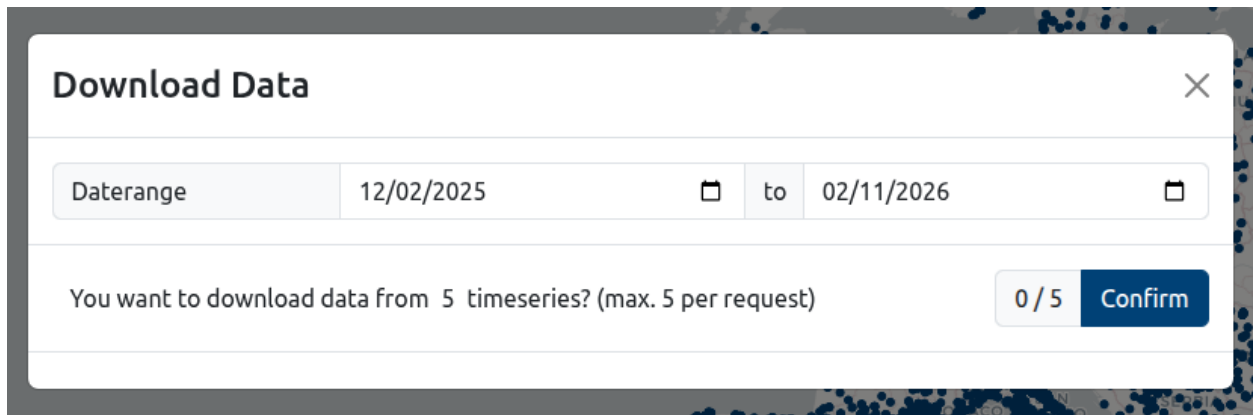 Download Data
Daterange 12/02/2025 to 02/11/2026
You want to download data from 5 timeseries? (max. 5 per request) 0 / 5 Confirm